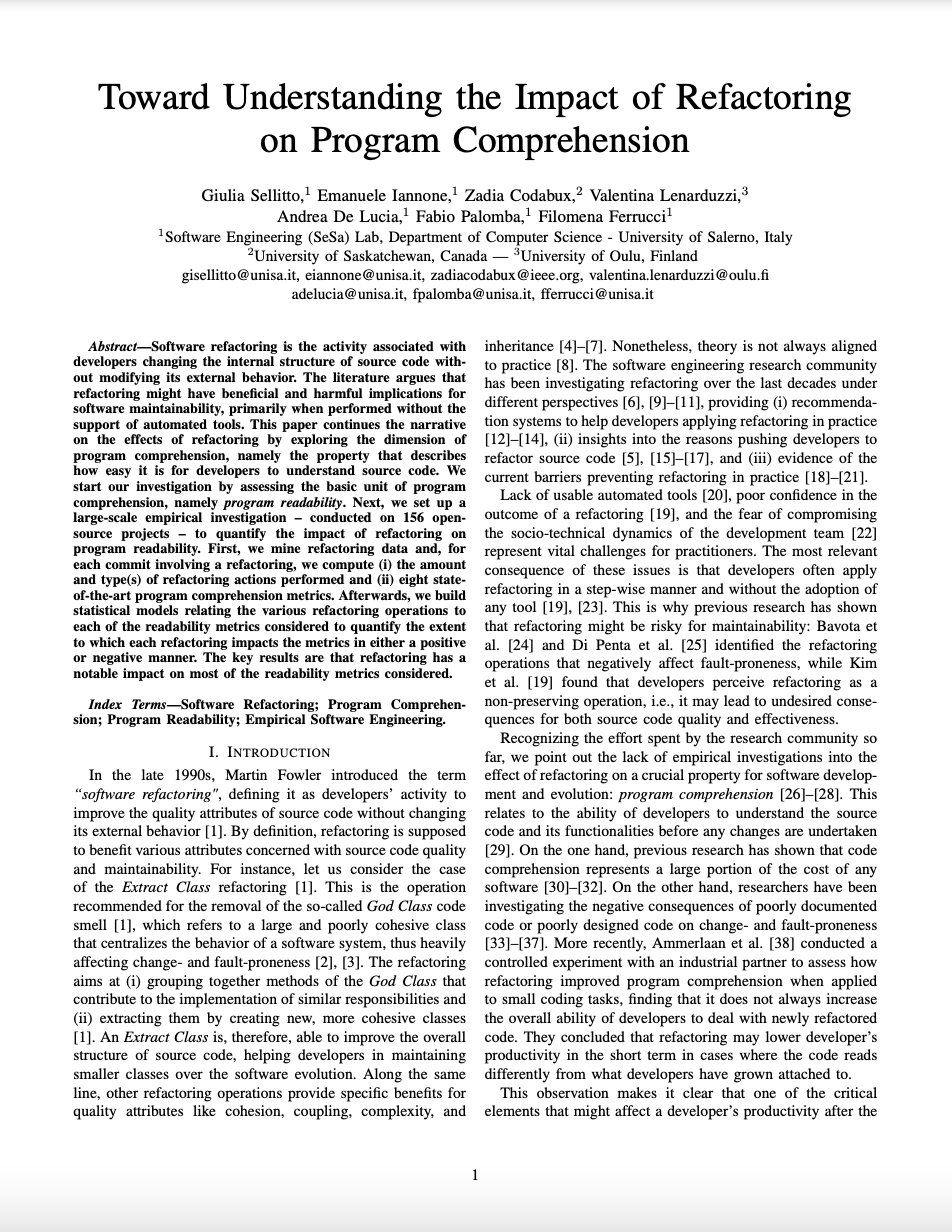 Toward Understanding the Impact of Refactoring
on Program Comprehension
Giulia Sellitto,1 Emanuele Iannone,1 Zadia Codabux,2 Valentina Lenarduzzi,3
Andrea De Lucia,1 Fabio Palomba,1 Filomena Ferrucci1
1Software Engineering (SeSa) Lab, Department of Computer Science - University of Salerno, Italy
2University of Saskatchewan, Canada — 3University of Oulu, Finland
gisellitto@unisa.it, eiannone@unisa.it, zadiacodabux@ieee.org, valentina.lenarduzzi@oulu.fi
adelucia@unisa.it, fpalomba@unisa.it, fferrucci@unisa.it
Abstract—Software refactoring is the activity associated with
developers changing the internal structure of source code with-
out modifying its external behavior. The literature argues that
refactoring might have beneficial and harmful implications for
software maintainability, primarily when performed without the
support of automated tools. This paper continues the narrative
on the effects of refactoring by exploring the dimension of
program comprehension, namely the property that describes
how easy it is for developers to understand source code. We
start our investigation by assessing the basic unit of program
comprehension, namely program readability. Next, we set up a
large-scale empirical investigation – conducted on 156 open-
source projects – to quantify the impact of refactoring on
program readability. First, we mine refactoring data and, for
each commit involving a refactoring, we compute (i) the amount
and type(s) of refactoring actions performed and (ii) eight state-
of-the-art program comprehension metrics. Afterwards, we build
statistical models relating the various refactoring operations to
each of the readability metrics considered to quantify the extent
to which each refactoring impacts the metrics in either a positive
or negative manner. The key results are that refactoring has a
notable impact on most of the readability metrics considered.
Index Terms—Software Refactoring; Program Comprehen-
sion; Program Readability; Empirical Software Engineering.
I. INTRODUCTION
In the late 1990s, Martin Fowler introduced the term
“software refactoring", defining it as developers’ activity to
improve the quality attributes of source code without changing
its external behavior [1]. By definition, refactoring is supposed
to benefit various attributes concerned with source code quality
and maintainability. For instance, let us consider the case
of the Extract Class refactoring [1]. This is the operation
recommended for the removal of the so-called God Class code
smell [1], which refers to a large and poorly cohesive class
that centralizes the behavior of a software system, thus heavily
affecting change- and fault-proneness [2], [3]. The refactoring
aims at (i) grouping together methods of the God Class that
contribute to the implementation of similar responsibilities and
(ii) extracting them by creating new, more cohesive classes
[1]. An Extract Class is, therefore, able to improve the overall
structure of source code, helping developers in maintaining
smaller classes over the software evolution. Along the same
line, other refactoring operations provide specific benefits for
quality attributes like cohesion, coupling, complexity, and
inheritance [4]–[7]. Nonetheless, theory is not always aligned
to practice [8]. The software engineering research community
has been investigating refactoring over the last decades under
different perspectives [6], [9]–[11], providing (i) recommenda-
tion systems to help developers applying refactoring in practice
[12]–[14], (ii) insights into the reasons pushing developers to
refactor source code [5], [15]–[17], and (iii) evidence of the
current barriers preventing refactoring in practice [18]–[21].
Lack of usable automated tools [20], poor confidence in the
outcome of a refactoring [19], and the fear of compromising
the socio-technical dynamics of the development team [22]
represent vital challenges for practitioners. The most relevant
consequence of these issues is that developers often apply
refactoring in a step-wise manner and without the adoption of
any tool [19], [23]. This is why previous research has shown
that refactoring might be risky for maintainability: Bavota et
al. [24] and Di Penta et al. [25] identified the refactoring
operations that negatively affect fault-proneness, while Kim
et al. [19] found that developers perceive refactoring as a
non-preserving operation, i.e., it may lead to undesired conse-
quences for both source code quality and effectiveness.
Recognizing the effort spent by the research community so
far, we point out the lack of empirical investigations into the
effect of refactoring on a crucial property for software develop-
ment and evolution: program comprehension [26]–[28]. This
relates to the ability of developers to understand the source
code and its functionalities before any changes are undertaken
[29]. On the one hand, previous research has shown that code
comprehension represents a large portion of the cost of any
software [30]–[32]. On the other hand, researchers have been
investigating the negative consequences of poorly documented
code or poorly designed code on change- and fault-proneness
[33]–[37]. More recently, Ammerlaan et al. [38] conducted a
controlled experiment with an industrial partner to assess how
refactoring improved program comprehension when applied
to small coding tasks, finding that it does not always increase
the overall ability of developers to deal with newly refactored
code. They concluded that refactoring may lower developer’s
productivity in the short term in cases where the code reads
differently from what developers have grown attached to.
This observation makes it clear that one of the critical
elements that might affect a developer’s productivity after the
1